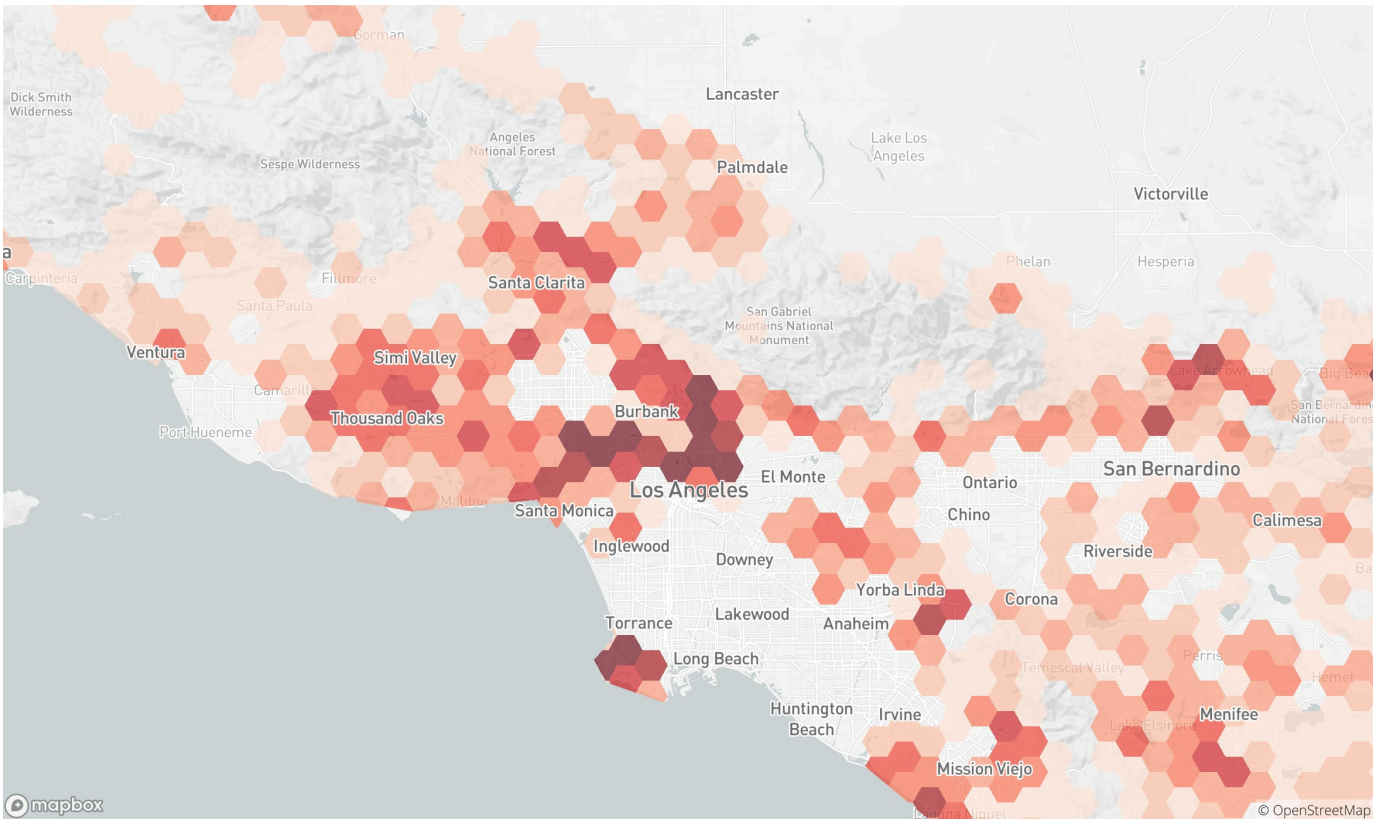 Gorman
Dick Smith
Wilderness
Lancaster
Angeles
National Forest
Lake Los
Angeles
Sespe Wilderness
Palmdale
Victorville
a
Carpinteria
Fillmore
Santa Clarita
Phelan
Hesperia
Santa Paula
San Gabriel
Mountains National
Monument
Ventura
Simi Valley
Lake Arrowhead
Big Bear
Camarillo
Thousand Oaks
Burbank
San Bernardino
National Forest
Port Hueneme
El Monte
San Bernardino
Ontario
Los Angeles
Malibu
Santa Monica
Chino
Calimesa
Inglewood
Riverside
Downey
Ba
Yorba Linda
Corona
Lakewood
Torrance
Anaheim
Long Beach
Perris
Temescal Valley
Hemet
Huntington
Beach
Irvine
Menifee
Lake Elsinore
Mission Viejo
Laguna Niguel
mapbox
© OpenStreetMap